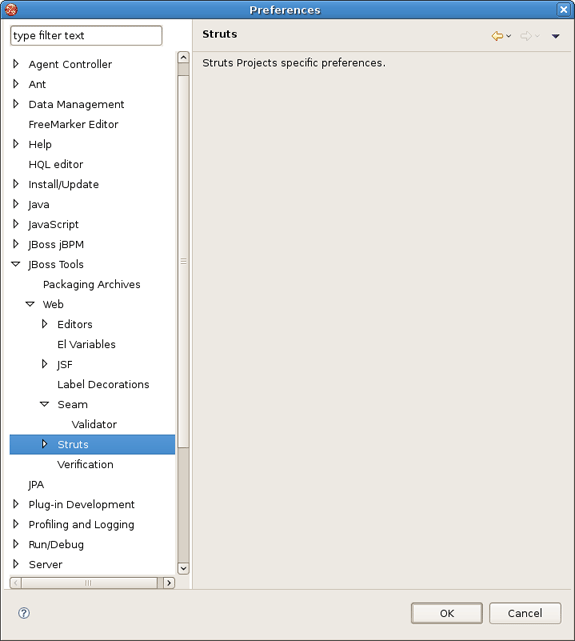 Preferences
type filter text
Struts
Struts Projects specific preferences.
Agent Controller
Ant
Data Management
FreeMarker Editor
Help
HQL editor
Install/Update
Java
JavaScript
JBoss jBPM
JBoss Tools
Packaging Archives
Web
Editors
El Variables
JSF
Label Decorations
Seam
Validator
Struts
Verification
JPA
Plug-in Development
Profiling and Logging
Run/Debug
Server
?
OK
Cancel